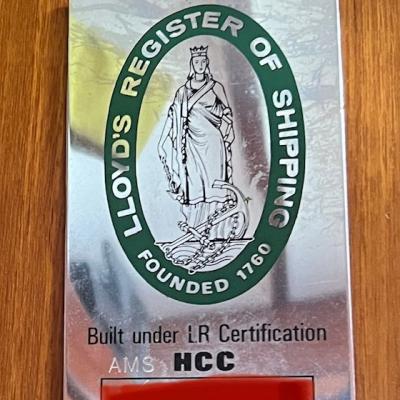 LLOYD'S REGISTER OF SHIPPING
FOUNDED 1760
Built under LR Certification
AMS HCC